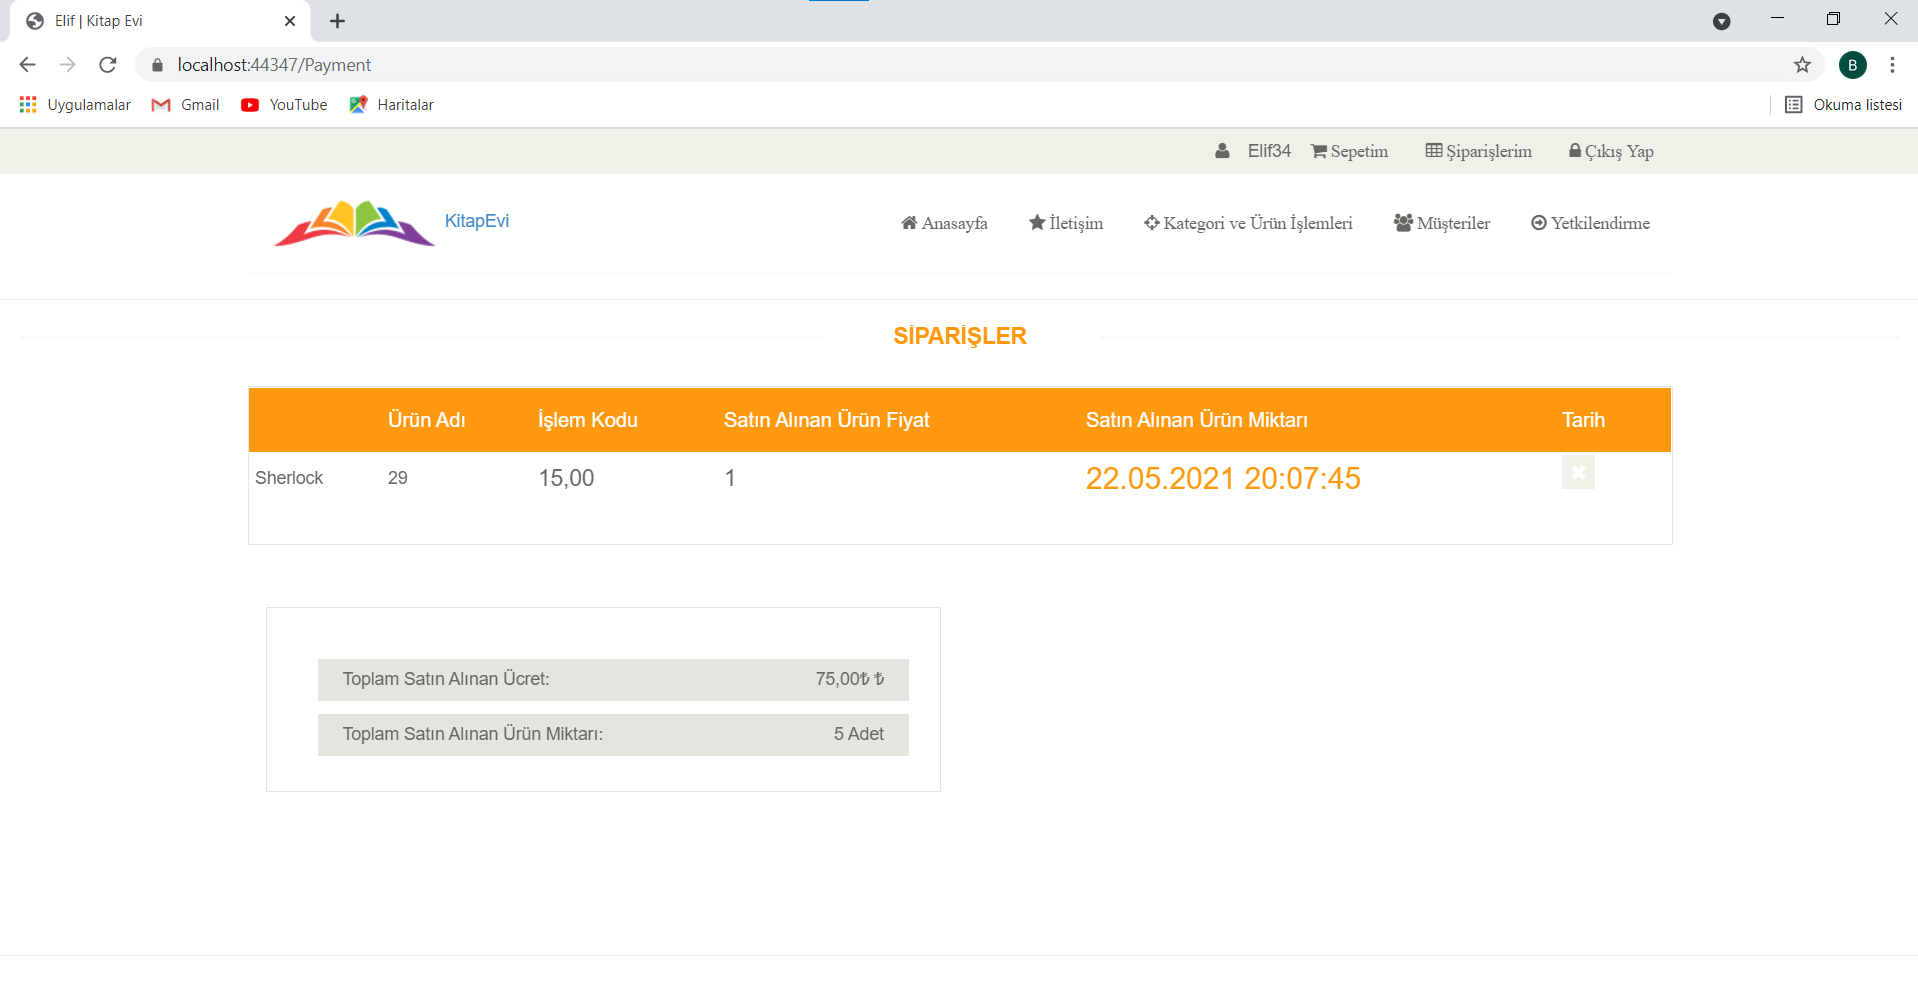 Elif | Kitap Evi
localhost:44347/Payment
B
Uygulamalar Gmail YouTube Haritalar Okuma listesi
Elif34 Sepetim Siparişlerim Çıkış Yap
KitapEvi Anasayfa İletişim Kategori ve Ürün İşlemleri Müşteriler Yetkilendirme
SİPARİŞLER
Ürün Adı İşlem Kodu Satın Alınan Ürün Fiyat Satın Alınan Ürün Miktarı Tarih
Sherlock 29 15,00 1 22.05.2021 20:07:45
Toplam Satın Alınan Ücret: 75,00₺ ₺
Toplam Satın Alınan Ürün Miktarı: 5 Adet